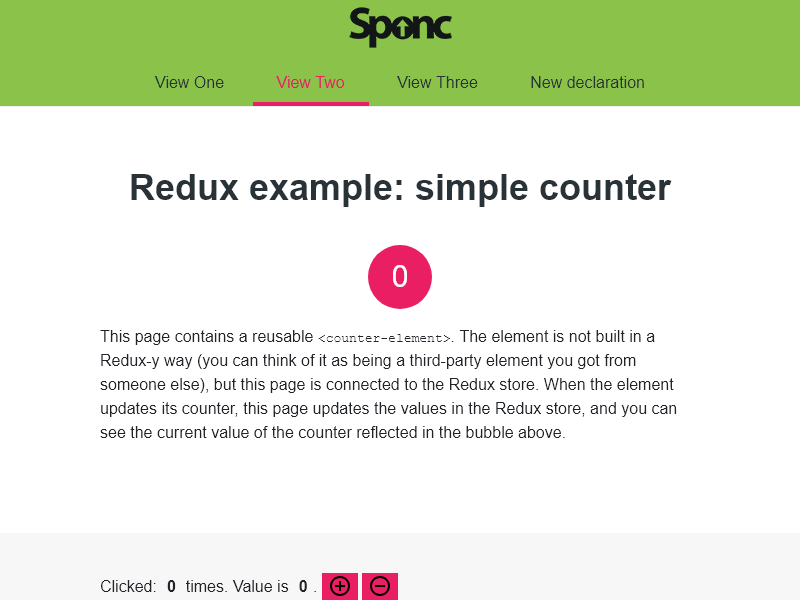 Sponc
View One View Two View Three New declaration
Redux example: simple counter
0
This page contains a reusable <counter-element>. The element is not built in a
Redux-y way (you can think of it as being a third-party element you got from
someone else), but this page is connected to the Redux store. When the element
updates its counter, this page updates the values in the Redux store, and you can
see the current value of the counter reflected in the bubble above.
Clicked: 0 times. Value is 0 .